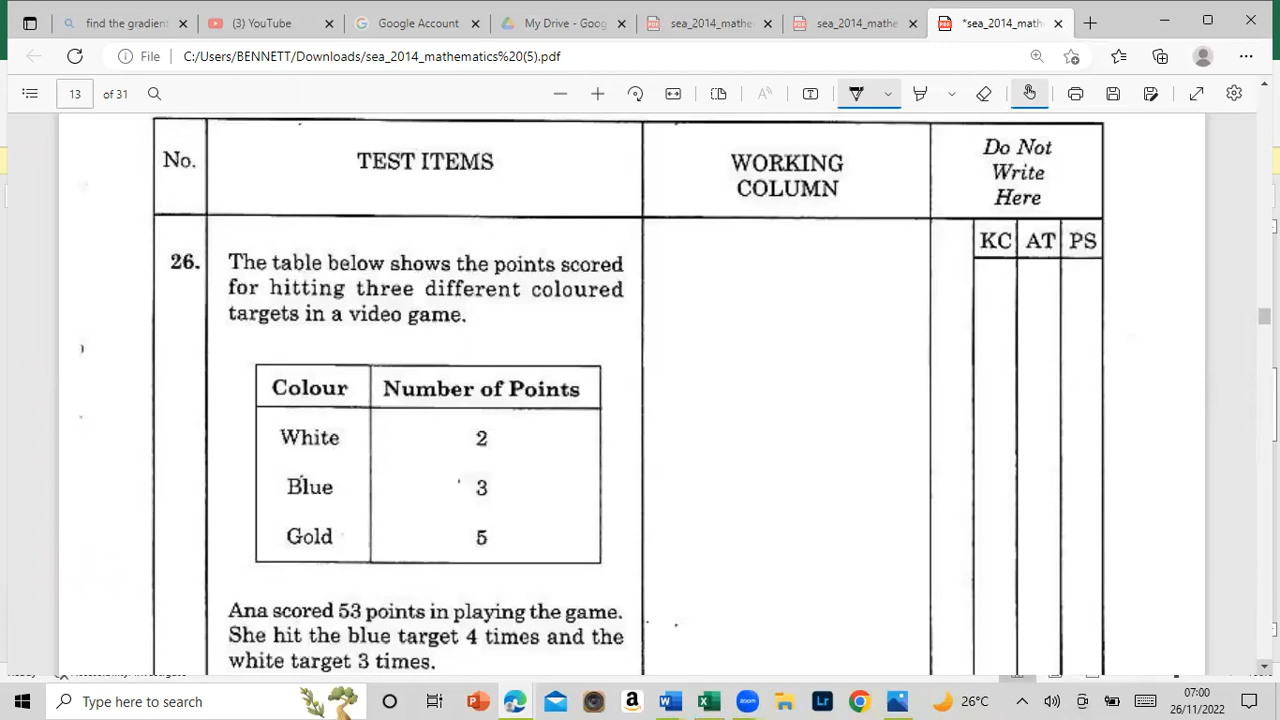 find the gradient
(3) YouTube
Google Account
My Drive - Goog
sea_2014_mathe
sea_2014_mathe
*sea_2014_math
File
C:/Users/BENNETT/Downloads/sea_2014_mathematics%20(5).pdf
13 of 31
No.
TEST ITEMS
WORKING
COLUMN
Do Not
Write
Here
KC AT PS
26. The table below shows the points scored
for hitting three different coloured
targets in a video game.
Colour Number of Points
White 2
Blue 3
Gold 5
Ana scored 53 points in playing the game.
She hit the blue target 4 times and the
white target 3 times.
Type here to search
26°C
07:00
26/11/2022